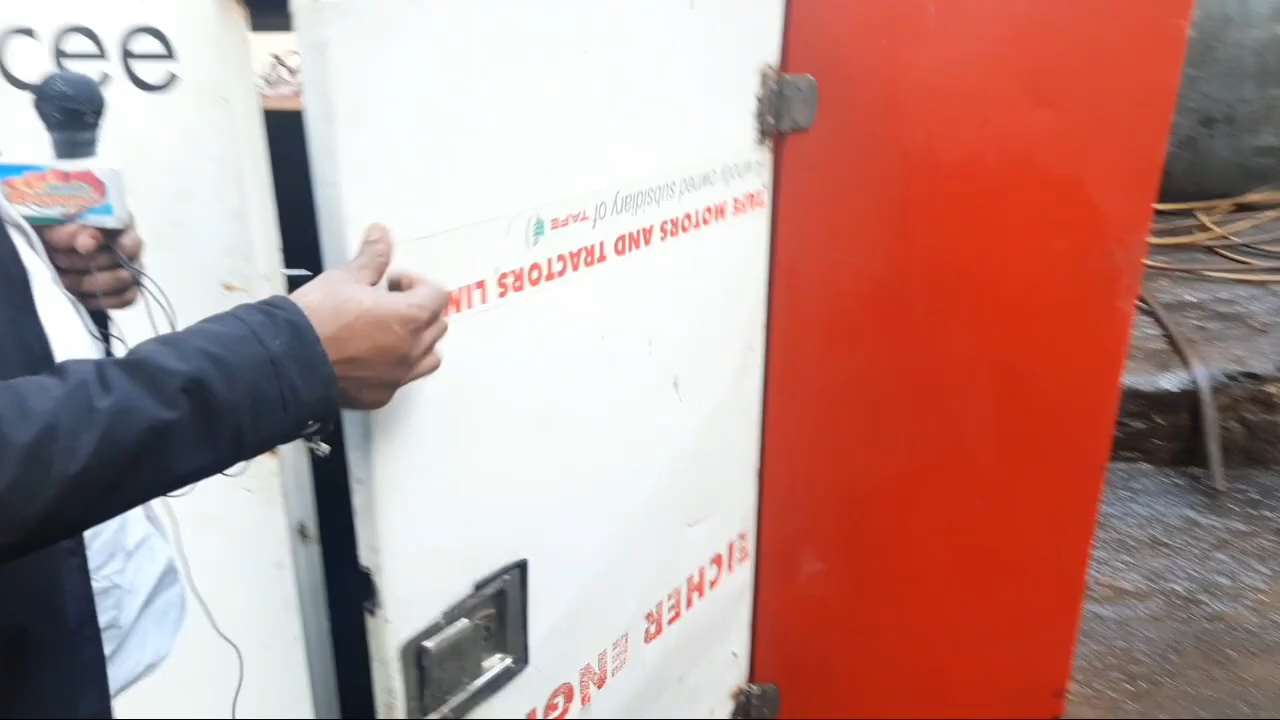 cee
A wholly owned subsidiary of TAFE
TAFE MOTORS AND TRACTORS LIM
EICHER ENGI